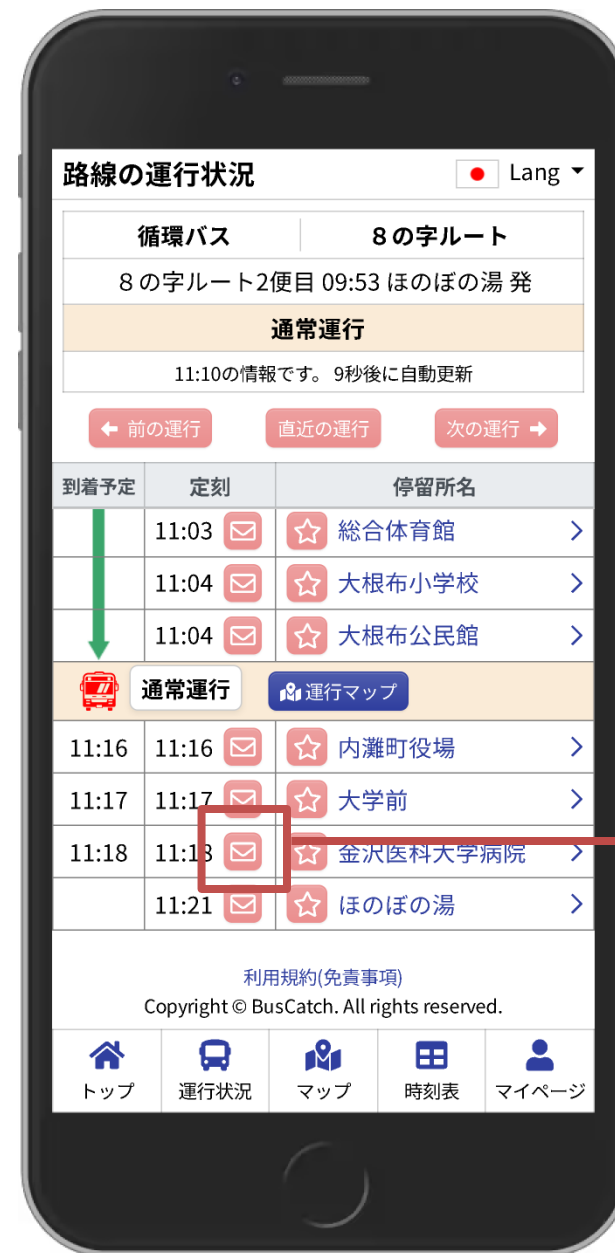 路線の運行状況 Lang
循環バス 8の字ルート
8の字ルート2便目 09:53 ほのぼの湯 発
通常運行
11:10の情報です。 9秒後に自動更新
前の運行 直近の運行 次の運行
到着予定 定刻 停留所名
11:03 総合体育館
11:04 大根布小学校
11:04 大根布公民館
通常運行 運行マップ
11:16 11:16 内灘町役場
11:17 11:17 大学前
11:18 11:18 金沢医科大学病院
11:21 ほのぼの湯
利用規約(免責事項)
Copyright © BusCatch. All rights reserved.
トップ 運行状況 マップ 時刻表 マイページ